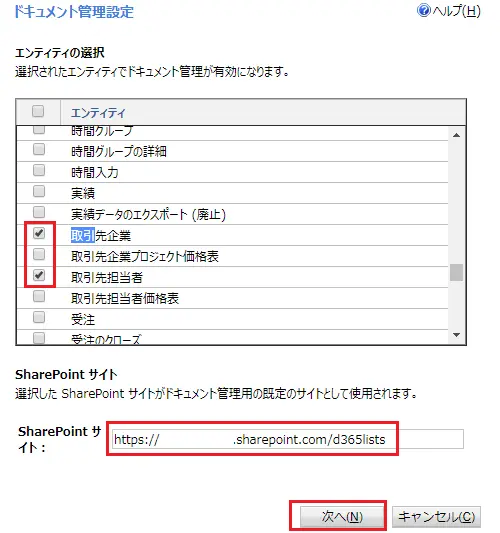 ドキュメント管理設定
ヘルプ(H)
エンティティの選択
選択されたエンティティでドキュメント管理が有効になります。
エンティティ
時間グループ
時間グループの詳細
時間入力
実績
実績データのエクスポート (廃止)
取引先企業
取引先企業プロジェクト価格表
取引先担当者
取引先担当者価格表
受注
受注のクローズ
SharePoint サイト
選択した SharePoint サイトがドキュメント管理用の既定のサイトとして使用されます。
SharePoint サ
イト：
https:// .sharepoint.com/d365lists
次へ(N)
キャンセル(C)